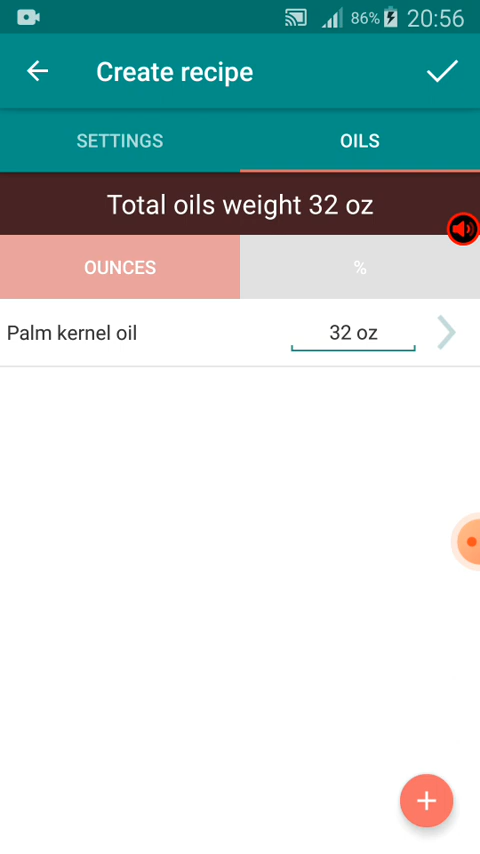 86% 20:56
Create recipe
SETTINGS OILS
Total oils weight 32 oz
OUNCES %
Palm kernel oil 32 oz